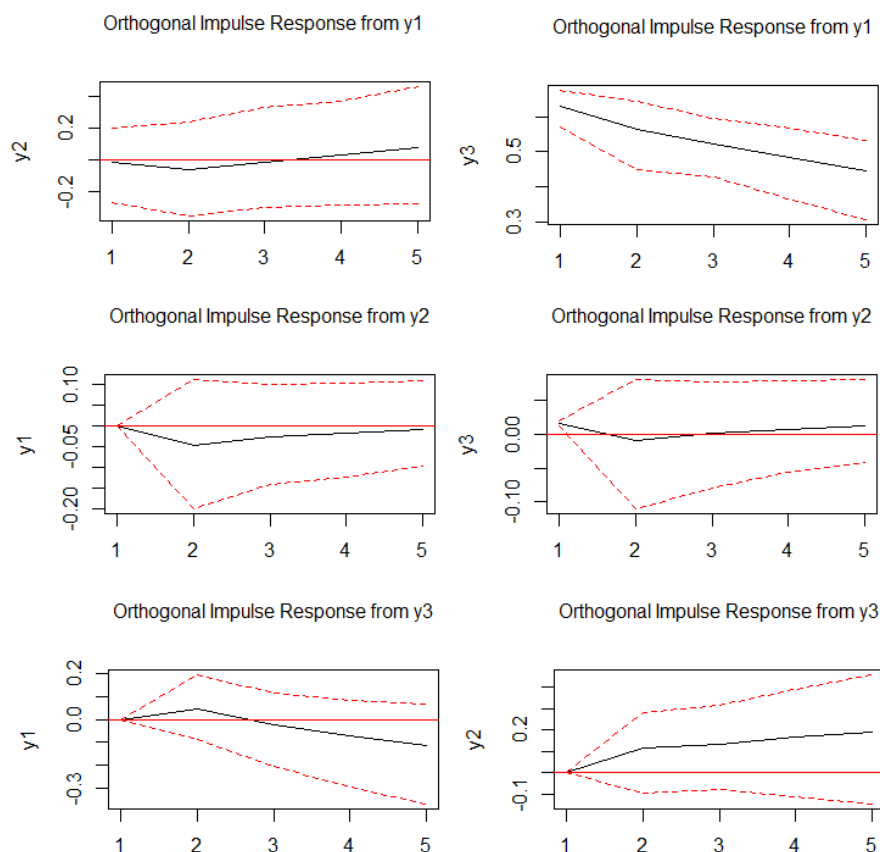 Orthogonal Impulse Response from y1
y2
0.2
-0.2
1 2 3 4 5
Orthogonal Impulse Response from y1
y3
0.5
0.3
1 2 3 4 5
Orthogonal Impulse Response from y2
y1
0.10
-0.05
-0.20
1 2 3 4 5
Orthogonal Impulse Response from y2
y3
0.00
-0.10
1 2 3 4 5
Orthogonal Impulse Response from y3
y1
0.2
0.0
-0.3
1 2 3 4 5
Orthogonal Impulse Response from y3
y2
0.2
-0.1
1 2 3 4 5